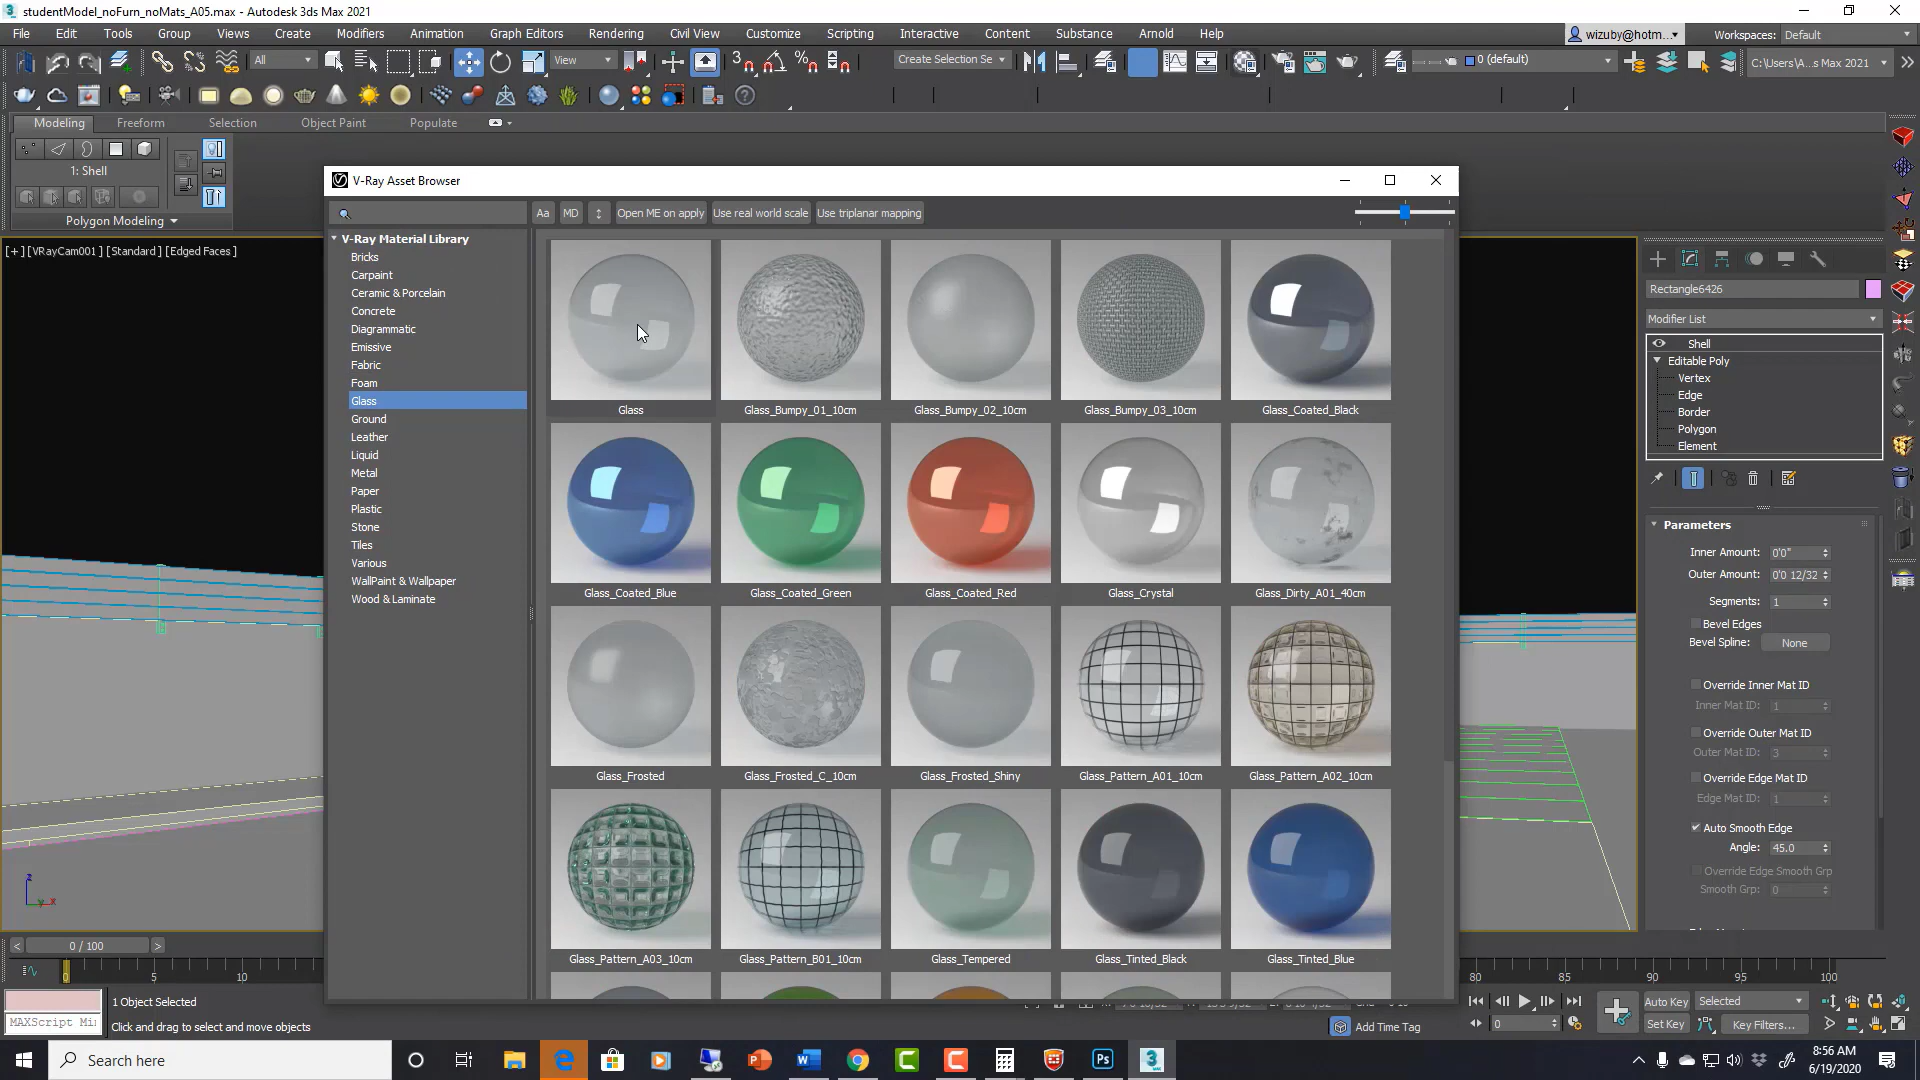 studentModel_noFurn_noMats_A05.max - Autodesk 3ds Max 2021
File Edit Tools Group Views Create Modifiers Animation Graph Editors Rendering Civil View Customize Scripting Interactive Content Substance Arnold Help
wizuby@hotm... Workspaces: Default
All View Create Selection Se 0 (default) C:\Users\A...s Max 2021
Modeling Freeform Selection Object Paint Populate
1: Shell
Polygon Modeling
[+] [VRayCam001] [Standard] [Edged Faces]
V-Ray Asset Browser
Aa MD Open ME on apply Use real world scale Use triplanar mapping
V-Ray Material Library
Bricks
Carpaint
Ceramic & Porcelain
Concrete
Diagrammatic
Emissive
Fabric
Foam
Glass
Ground
Leather
Liquid
Metal
Paper
Plastic
Stone
Tiles
Various
WallPaint & Wallpaper
Wood & Laminate
Glass Glass_Bumpy_01_10cm Glass_Bumpy_02_10cm Glass_Bumpy_03_10cm Glass_Coated_Black
Glass_Coated_Blue Glass_Coated_Green Glass_Coated_Red Glass_Crystal Glass_Dirty_A01_40cm
Glass_Frosted Glass_Frosted_C_10cm Glass_Frosted_Shiny Glass_Pattern_A01_10cm Glass_Pattern_A02_10cm
Glass_Pattern_A03_10cm Glass_Pattern_B01_10cm Glass_Tempered Glass_Tinted_Black Glass_Tinted_Blue
Rectangle6426
Modifier List
Shell
Editable Poly
Vertex
Edge
Border
Polygon
Element
Parameters
Inner Amount: 0'0"
Outer Amount: 0'0 12/32
Segments: 1
Bevel Edges
Bevel Spline: None
Override Inner Mat ID
Inner Mat ID: 1
Override Outer Mat ID
Outer Mat ID: 3
Override Edge Mat ID
Edge Mat ID: 1
Auto Smooth Edge
Angle: 45.0
Override Edge Smooth Grp
Smooth Grp: 0
z
x
< 0 / 100 >
0 5 10 80 85 90 95 100
1 Object Selected
MAXScript Mi
Click and drag to select and move objects
Add Time Tag
0
Auto Key Selected
Set Key Key Filters...
Search here
8:56 AM
6/19/2020